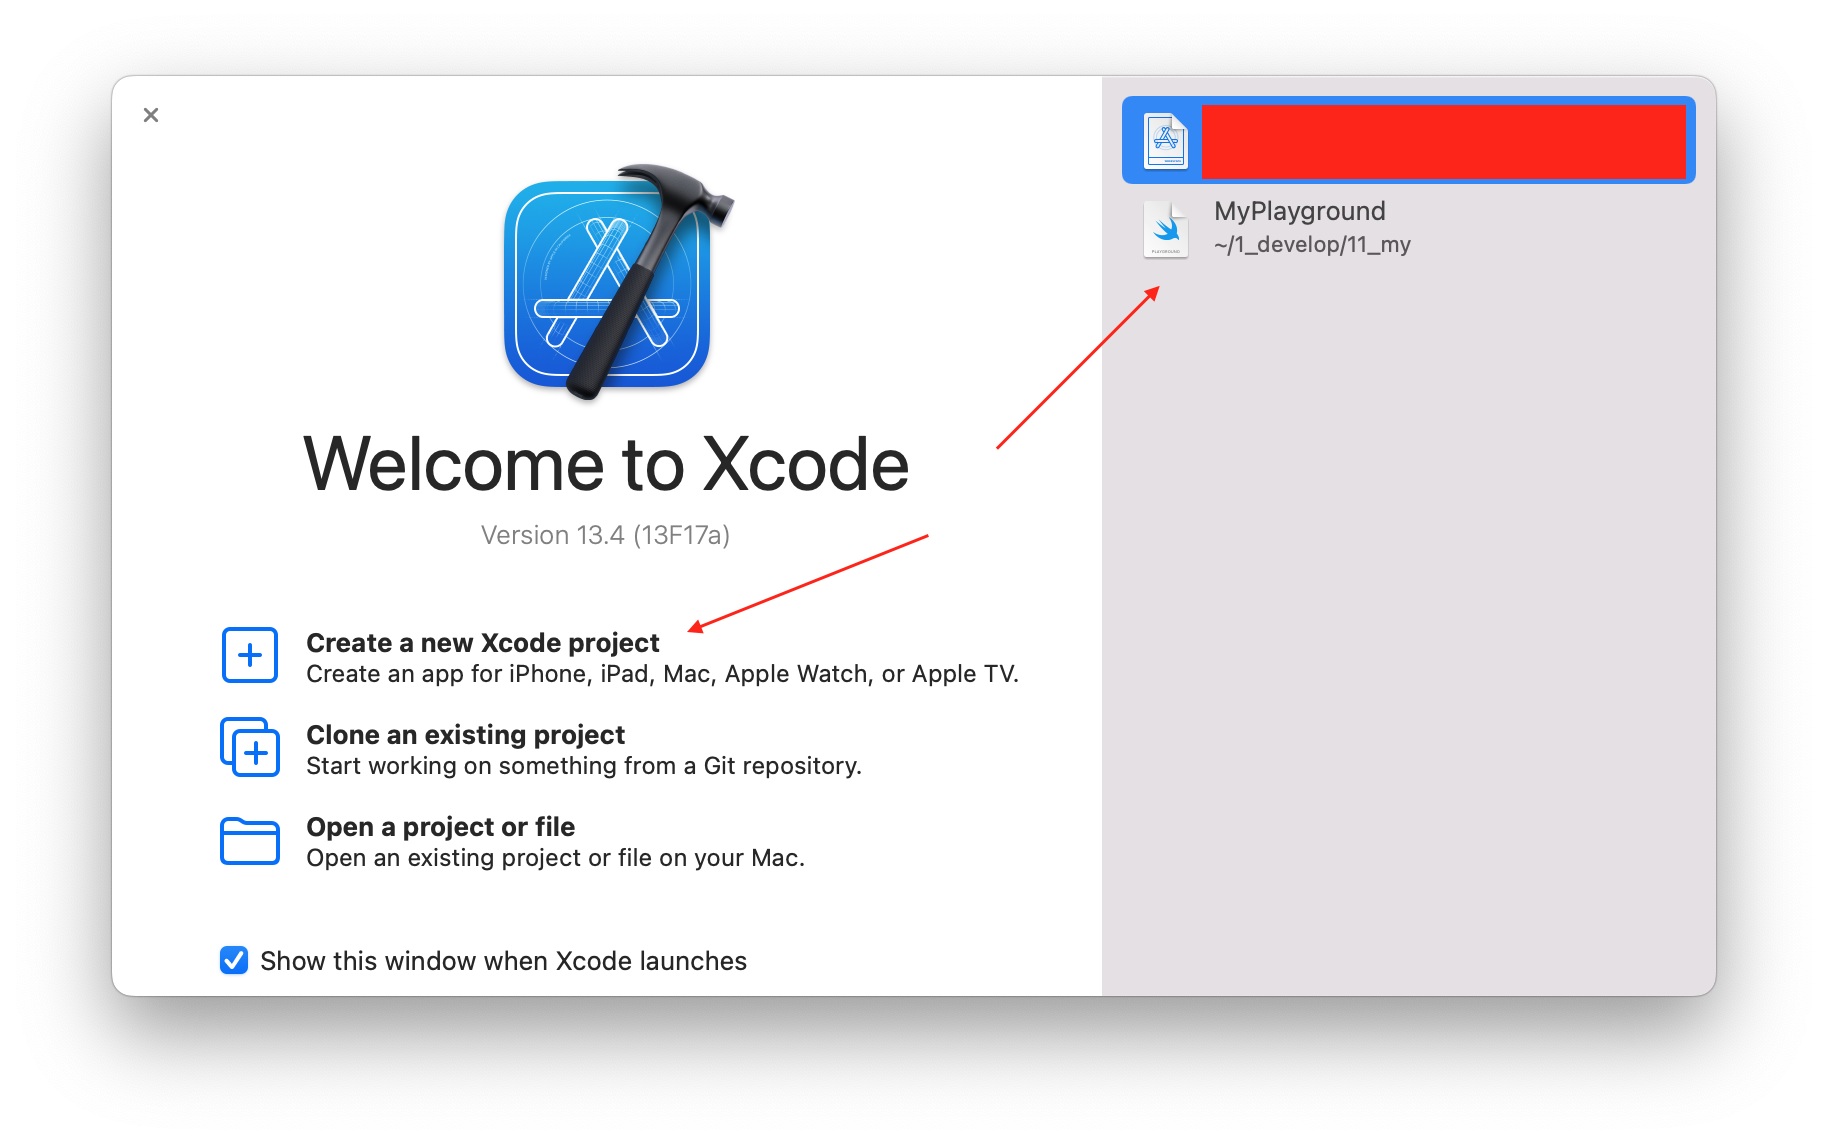 Welcome to Xcode
Version 13.4 (13F17a)
Create a new Xcode project
Create an app for iPhone, iPad, Mac, Apple Watch, or Apple TV.
Clone an existing project
Start working on something from a Git repository.
Open a project or file
Open an existing project or file on your Mac.
Show this window when Xcode launches
MyPlayground
~/1_develop/11_my
PLAYGROUND